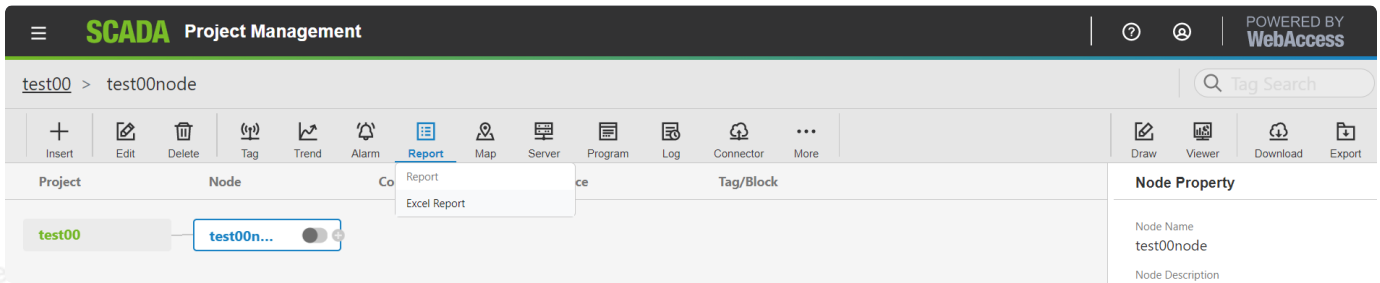 SCADA Project Management
POWERED BY
WebAccess
test00 > test00node
Tag Search
Insert Edit Delete Tag Trend Alarm Report Map Server Program Log Connector More Draw Viewer Download Export
Project Node Co ce Tag/Block Node Property
Report
Excel Report
test00 test00n...
Node Name
test00node
Node Description